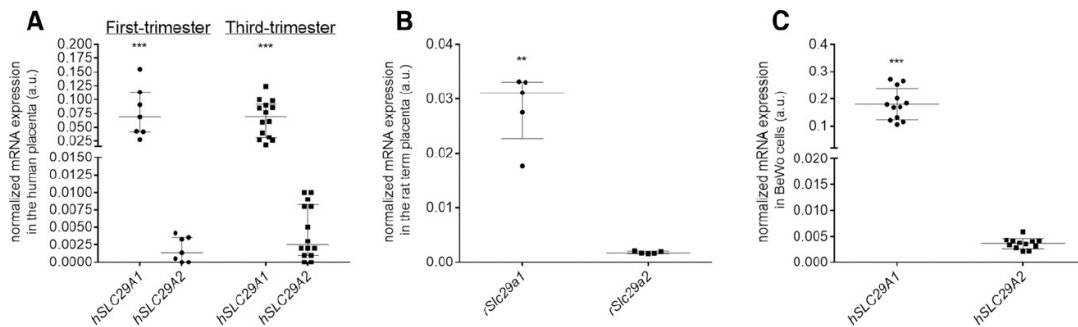 A
First-trimester
Third-trimester
***
***
normalized mRNA expression
in the human placenta (a.u.)
0.200
0.175
0.150
0.125
0.100
0.075
0.050
0.025
0.0150
0.0125
0.0100
0.0075
0.0050
0.0025
0.0000
hSLC29A1
hSLC29A2
hSLC29A1
hSLC29A2
B
**
normalized mRNA expression
in the rat term placenta (a.u.)
0.04
0.03
0.02
0.01
0.00
rSlc29a1
rSlc29a2
C
***
normalized mRNA expression
in BeWo cells (a.u.)
0.4
0.3
0.2
0.1
0.020
0.015
0.010
0.005
0.000
hSLC29A1
hSLC29A2